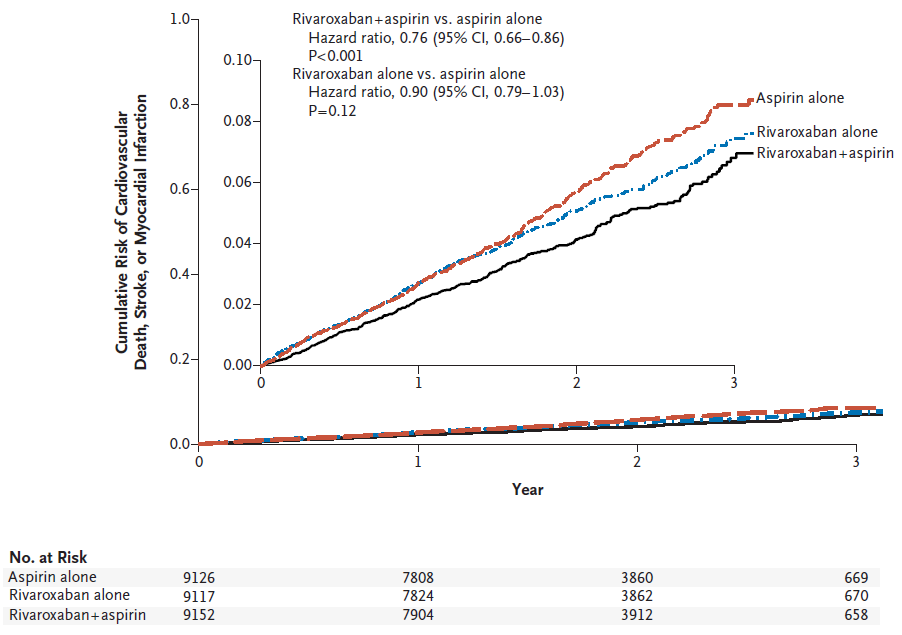 1.0
Rivaroxaban+aspirin vs. aspirin alone
Hazard ratio, 0.76 (95% CI, 0.66–0.86)
P<0.001
Rivaroxaban alone vs. aspirin alone
Hazard ratio, 0.90 (95% CI, 0.79–1.03)
P=0.12
0.10
0.08
0.06
0.04
0.02
0.00
0 1 2 3
Aspirin alone
Rivaroxaban alone
Rivaroxaban+aspirin
Cumulative Risk of Cardiovascular
Death, Stroke, or Myocardial Infarction
0.8
0.6
0.4
0.2
0.0
0 1 2 3
Year
No. at Risk
Aspirin alone 9126 7808 3860 669
Rivaroxaban alone 9117 7824 3862 670
Rivaroxaban+aspirin 9152 7904 3912 658